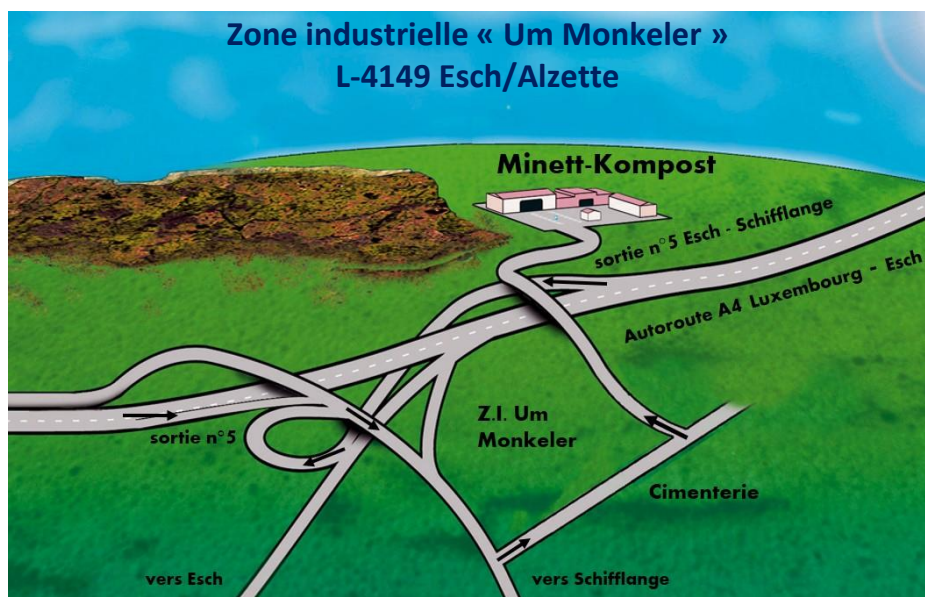 Zone industrielle « Um Monkeler »
L-4149 Esch/Alzette
Minett-Kompost
sortie n°5 Esch - Schifflange
Autoroute A4 Luxembourg - Esch
sortie n°5
Z.I. Um
Monkeler
Cimenterie
vers Esch
vers Schifflange